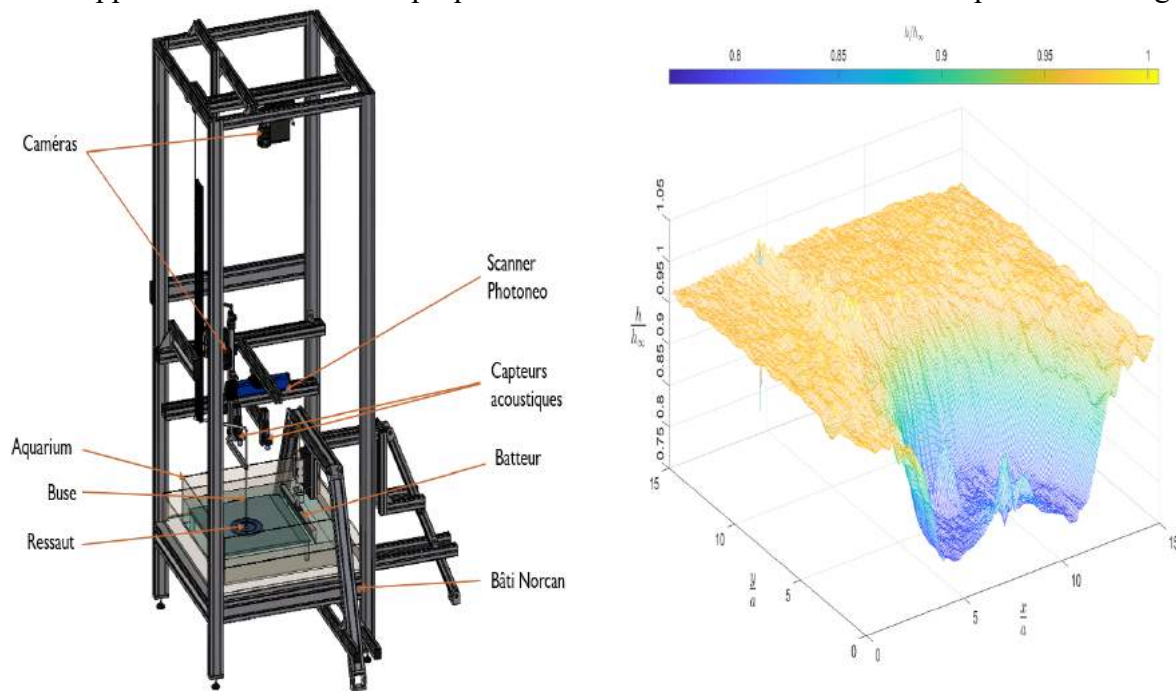 Caméras
Scanner
Photoneo
Capteurs
acoustiques
Aquarium
Batteur
Buse
Ressaut
Bâti Norcan
h/h∞
0.8
0.85
0.9
0.95
1
1.05
1
0.95
0.9
0.85
0.8
0.75
h
h∞
15
10
5
0
y
a
0
5
10
15
x
a